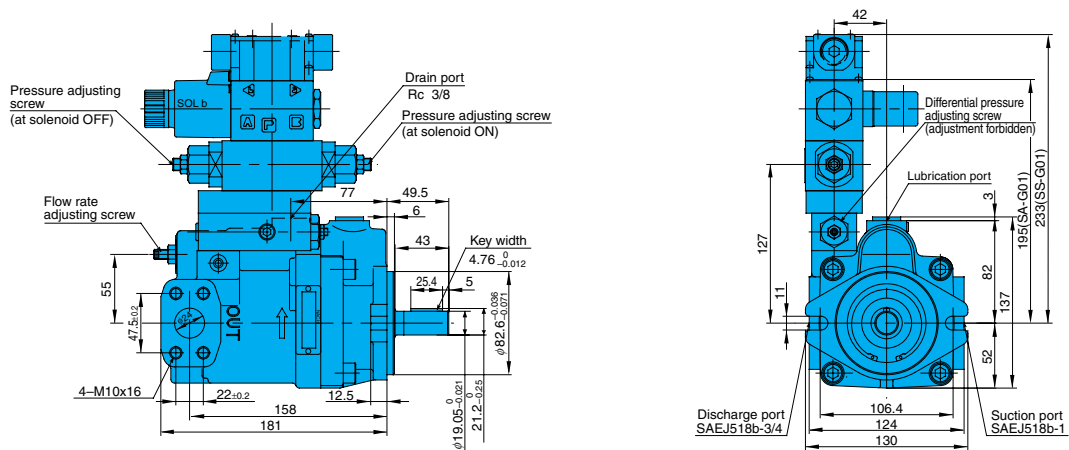 Pressure adjusting
screw
(at solenoid OFF)
SOL b
A P B
Drain port
Rc 3/8
Pressure adjusting screw
(at solenoid ON)
Flow rate
adjusting screw
77
49.5
6
43
Key width
4.76 0 -0.012
25.4
5
55
47.5±0.2
ø24
OUT
φ82.6 -0.036 -0.071
4–M10x16
22±0.2
12.5
158
181
φ19.05 0 -0.021
21.2 0 -0.25
42
Differential pressure
adjusting screw
(adjustment forbidden)
Lubrication port
3
195(SA-G01)
233(SS-G01)
127
82
137
11
52
Discharge port
SAEJ518b-3/4
106.4
124
130
Suction port
SAEJ518b-1